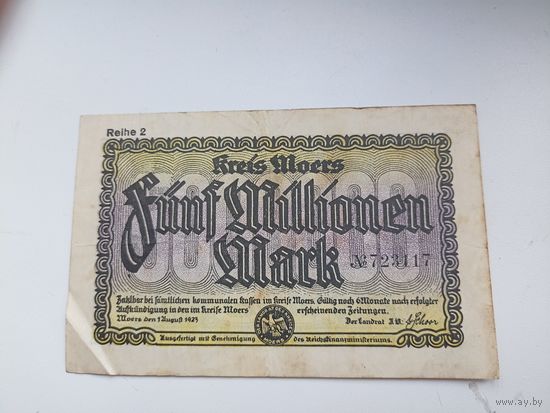 Reihe 2
Kreis Moers
Fünf Millionen
Mark
№ 723117
Zahlbar bei sämtlichen kommunalen Kassen im Kreise Moers. Gültig noch 6 Monate nach erfolgter
Aufkündigung in den im Kreise Moers erscheinenden Zeitungen.
Moers den 1 August 1923 Der Landrat I.V.
Ausgefertigt mit Genehmigung des Reichsfinanzministeriums.
www.ay.by